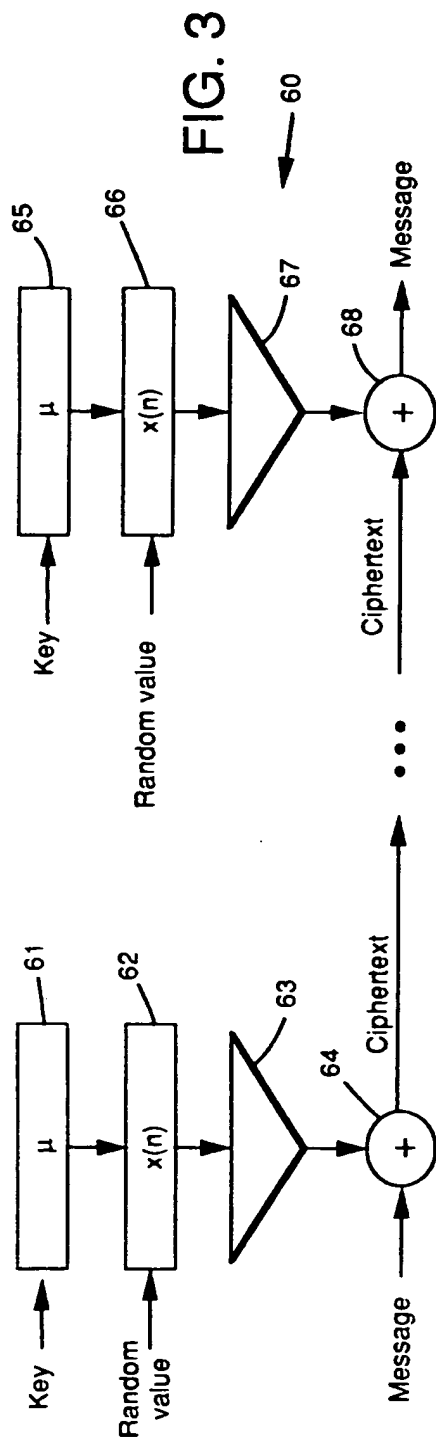 FIG. 3
60
Key
μ
61
Random
value
x(n)
62
63
Message
+
64
Ciphertext
•••
Ciphertext
Key
μ
65
Random value
x(n)
66
67
+
68
Message